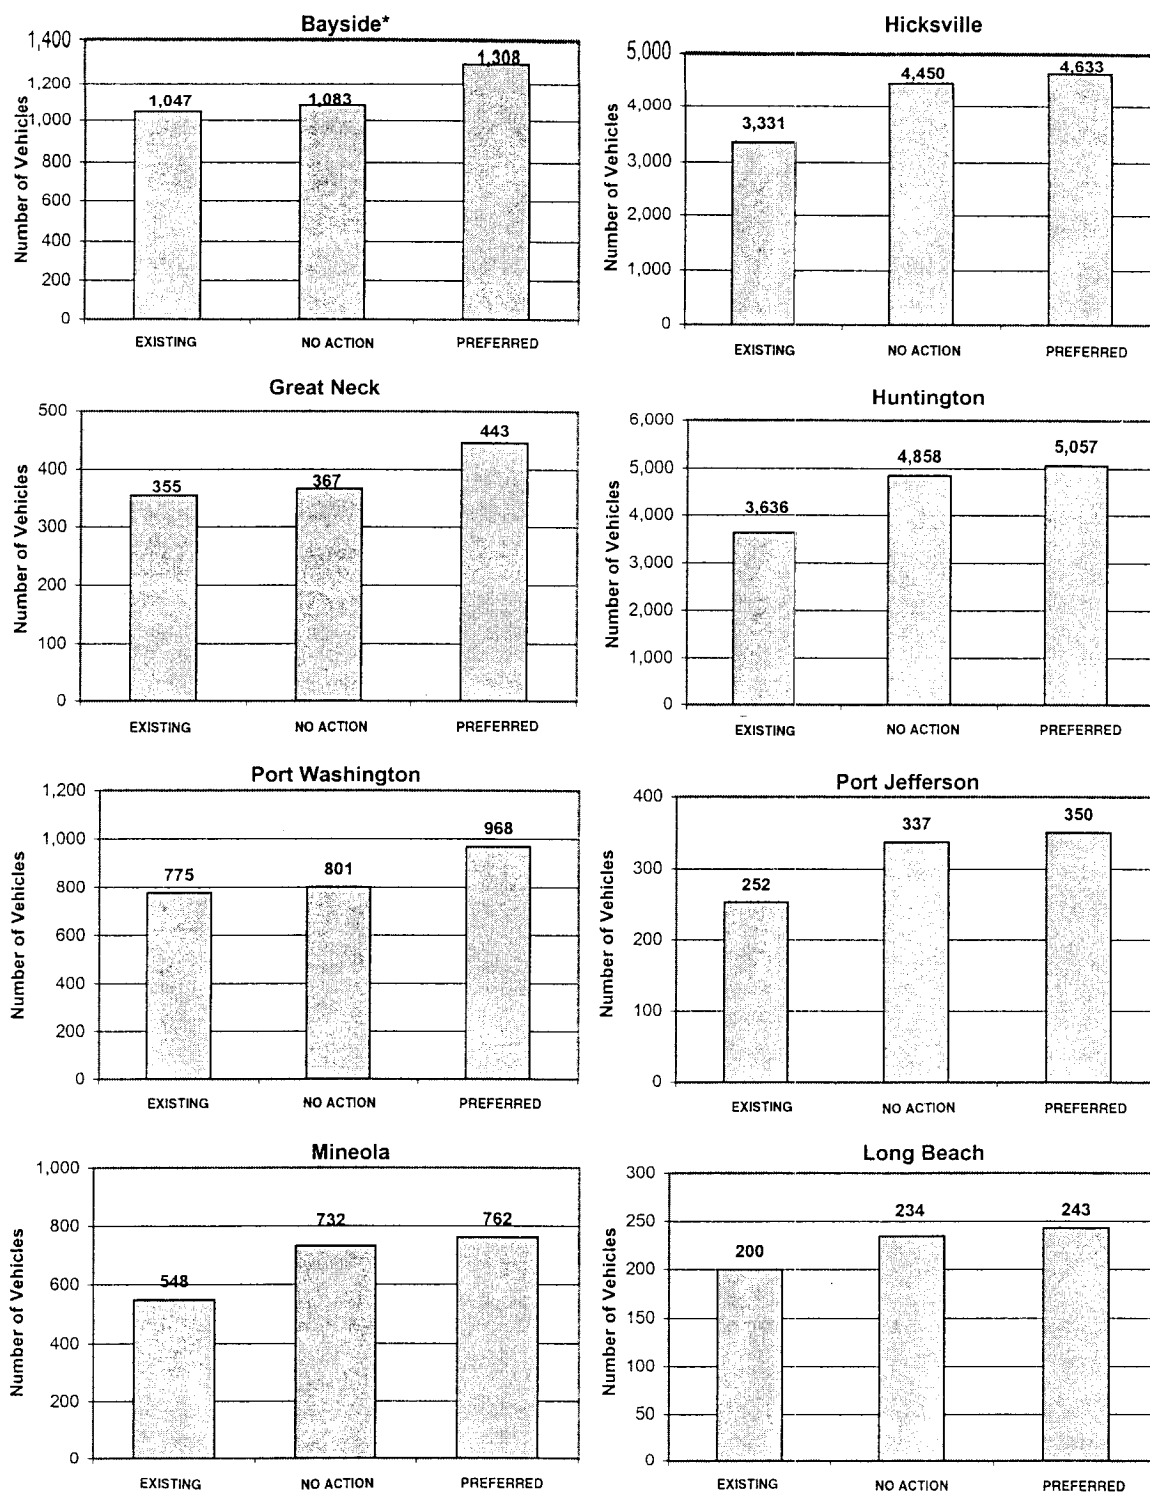 Bayside*
Number of Vehicles
1,400
1,200
1,000
800
600
400
200
0
1,047
1,083
1,308
EXISTING
NO ACTION
PREFERRED
Hicksville
Number of Vehicles
5,000
4,000
3,000
2,000
1,000
0
3,331
4,450
4,633
EXISTING
NO ACTION
PREFERRED
Great Neck
Number of Vehicles
500
400
300
200
100
0
355
367
443
EXISTING
NO ACTION
PREFERRED
Huntington
Number of Vehicles
6,000
5,000
4,000
3,000
2,000
1,000
0
3,636
4,858
5,057
EXISTING
NO ACTION
PREFERRED
Port Washington
Number of Vehicles
1,200
1,000
800
600
400
200
0
775
801
968
EXISTING
NO ACTION
PREFERRED
Port Jefferson
Number of Vehicles
400
300
200
100
0
252
337
350
EXISTING
NO ACTION
PREFERRED
Mineola
Number of Vehicles
1,000
800
600
400
200
0
548
732
762
EXISTING
NO ACTION
PREFERRED
Long Beach
Number of Vehicles
300
250
200
150
100
50
0
200
234
243
EXISTING
NO ACTION
PREFERRED